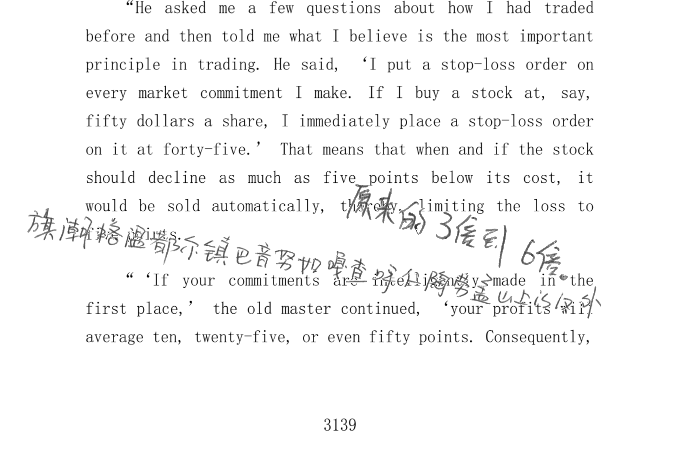 “He asked me a few questions about how I had traded
before and then told me what I believe is the most important
principle in trading. He said, ‘I put a stop-loss order on
every market commitment I make. If I buy a stock at, say,
fifty dollars a share, I immediately place a stop-loss order
on it at forty-five.’ That means that when and if the stock
should decline as much as five points below its cost, it
would be sold automatically, thereby limiting the loss to
原来的3倍到6倍。
“ ‘If your commitments are intelligently made in the
first place,’ the old master continued, ‘your profits will
average ten, twenty-five, or even fifty points. Consequently,
3139